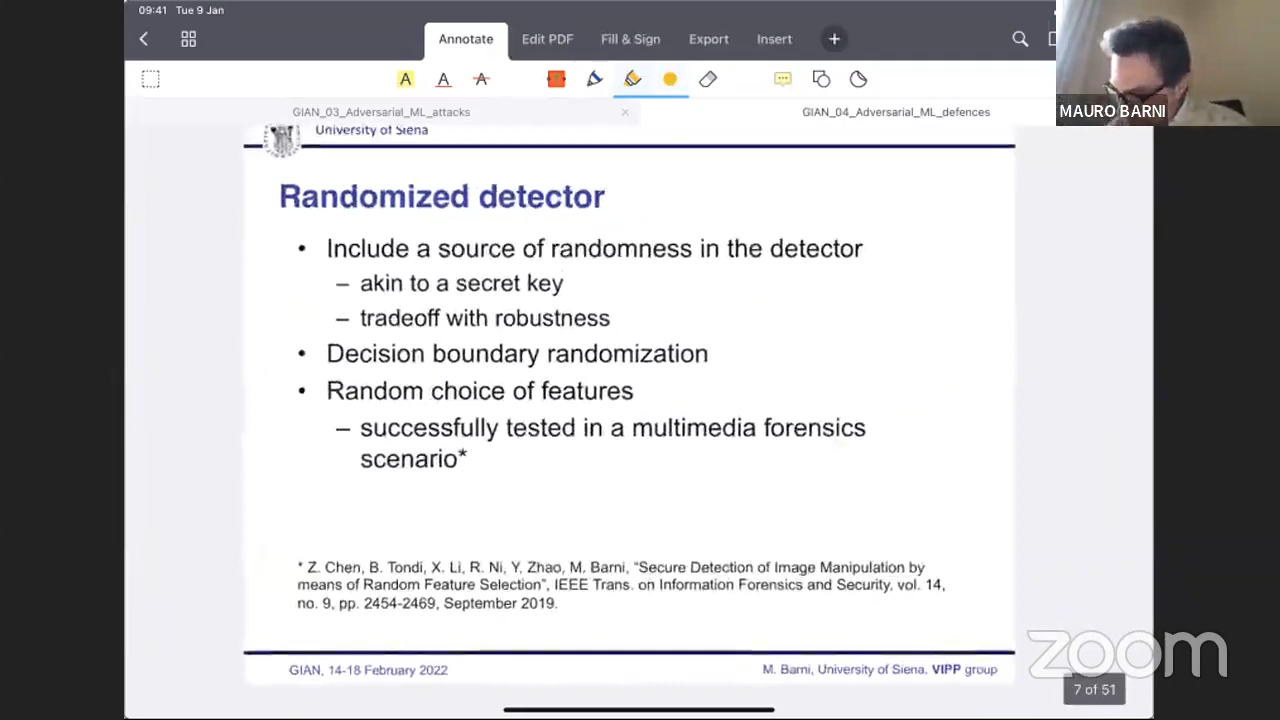 09:41 Tue 9 Jan
Annotate Edit PDF Fill & Sign Export Insert
A A A
MAURO BARNI
GIAN_03_Adversarial_ML_attacks
GIAN_04_Adversarial_ML_defences
University of Siena
Randomized detector
• Include a source of randomness in the detector
– akin to a secret key
– tradeoff with robustness
• Decision boundary randomization
• Random choice of features
– successfully tested in a multimedia forensics
scenario*
* Z. Chen, B. Tondi, X. Li, R. Ni, Y. Zhao, M. Barni, “Secure Detection of Image Manipulation by
means of Random Feature Selection”, IEEE Trans. on Information Forensics and Security, vol. 14,
no. 9, pp. 2454-2469, September 2019.
GIAN, 14-18 February 2022
M. Barni, University of Siena, VIPP group
zoom
7 of 51